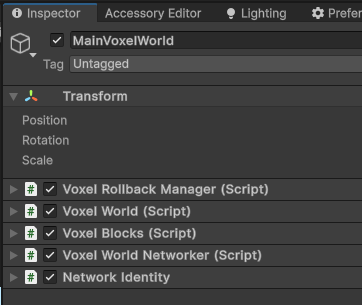 Inspector Accessory Editor Lighting Prefer
MainVoxelWorld
Tag Untagged
Transform
Position
Rotation
Scale
# Voxel Rollback Manager (Script)
# Voxel World (Script)
# Voxel Blocks (Script)
# Voxel World Networker (Script)
# Network Identity